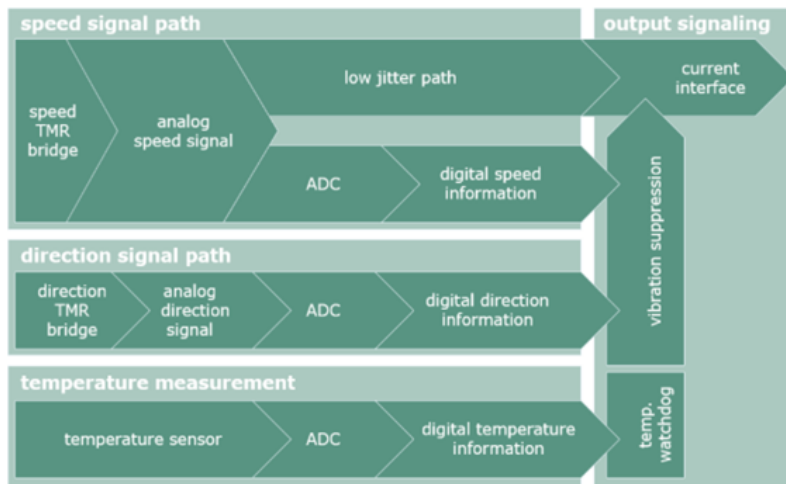 speed signal path
output signaling
low jitter path
current
interface
speed
TMR
bridge
analog
speed signal
ADC
digital speed
information
vibration suppression
direction signal path
direction
TMR
bridge
analog
direction
signal
ADC
digital direction
information
temperature measurement
temperature sensor
ADC
digital temperature
information
temp.
watchdog